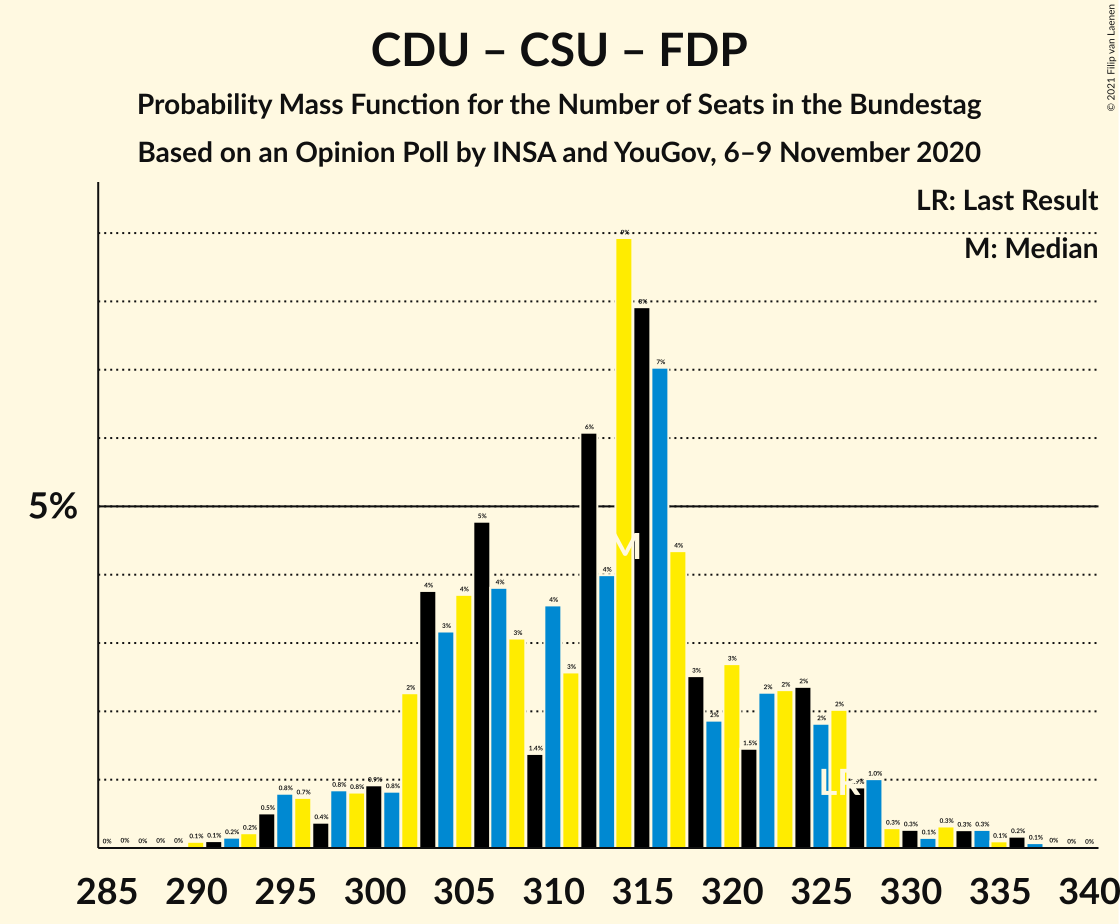 CDU – CSU – FDP
Probability Mass Function for the Number of Seats in the Bundestag
Based on an Opinion Poll by INSA and YouGov, 6–9 November 2020
© 2021 Filip van Laenen
LR: Last Result
M: Median
5%
0% 0% 0% 0% 0% 0.1% 0.1% 0.2% 0.2% 0.5% 0.8% 0.7% 0.4% 0.8% 0.8% 0.9% 0.8% 2% 4% 3% 4% 5% 4% 3% 1.4% 4% 3% 6% 4% 9% 8% 7% 4% 3% 2% 3% 1.5% 2% 2% 2% 2% 2% 1.0% 0.3% 0.3% 0.1% 0.3% 0.3% 0.3% 0.1% 0.2% 0.1% 0% 0% 0%
M
LR
285 290 295 300 305 310 315 320 325 330 335 340